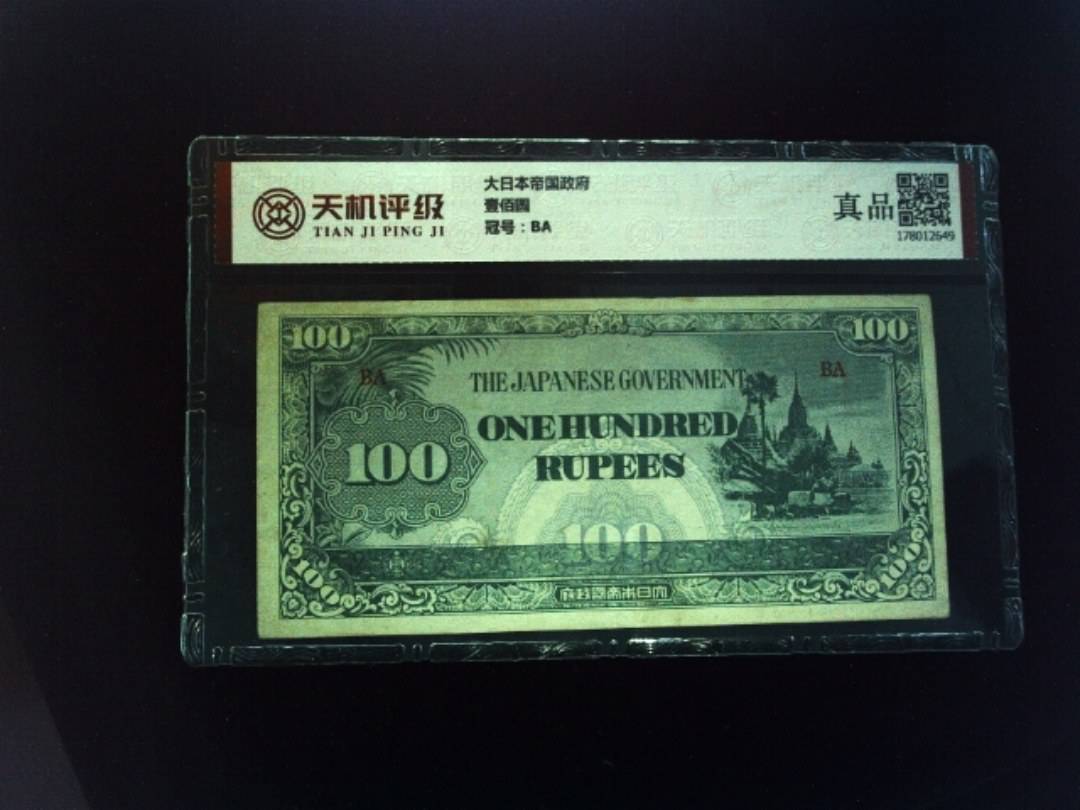 天机评级
TIAN JI PING JI
大日本帝国政府
壹佰圆
冠号：BA
真品
178012649
100
100
BA
BA
THE JAPANESE GOVERNMENT
ONE HUNDRED
RUPEES
100
100
100
100
府政國帝本日大